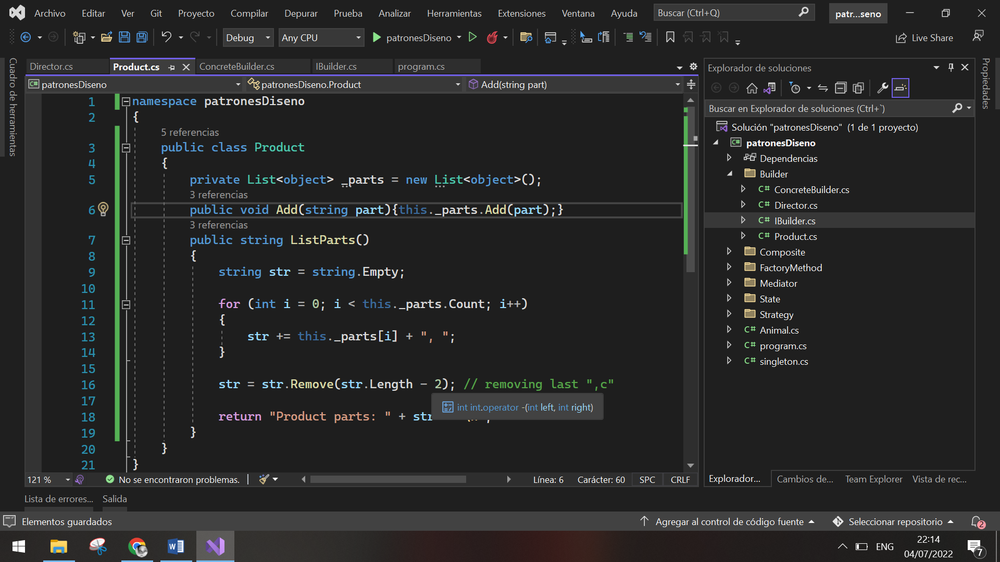 Archivo Editar Ver Git Proyecto Compilar Depurar Prueba Analizar Herramientas Extensiones Ventana Ayuda Buscar (Ctrl+Q) patr...seno
Debug Any CPU patronesDiseno Live Share
Cuadro de herramientas
Director.cs Product.cs ConcreteBuilder.cs IBuilder.cs program.cs
patronesDiseno patronesDiseno.Product Add(string part)
1 namespace patronesDiseno
2 {
5 referencias
3 public class Product
4 {
5 private List<object> _parts = new List<object>();
3 referencias
6 public void Add(string part){this._parts.Add(part);}
3 referencias
7 public string ListParts()
8 {
9 string str = string.Empty;
10
11 for (int i = 0; i < this._parts.Count; i++)
12 {
13 str += this._parts[i] + ", ";
14 }
15
16 str = str.Remove(str.Length - 2); // removing last ",c"
17
int int.operator -(int left, int right)
18 return "Product parts: " + str
19 }
20 }
21 }
121 % No se encontraron problemas. Línea: 6 Carácter: 60 SPC CRLF
Explorador de soluciones
Buscar en Explorador de soluciones (Ctrl+`)
Solución "patronesDiseno" (1 de 1 proyecto)
C# patronesDiseno
Dependencias
Builder
C# ConcreteBuilder.cs
C# Director.cs
C# IBuilder.cs
C# Product.cs
Composite
FactoryMethod
Mediator
State
Strategy
C# Animal.cs
C# program.cs
C# singleton.cs
Explorador... Cambios de... Team Explorer Vista de rec...
Propiedades
Lista de errores... Salida
Elementos guardados Agregar al control de código fuente Seleccionar repositorio 2
W ENG 22:14
04/07/2022 7